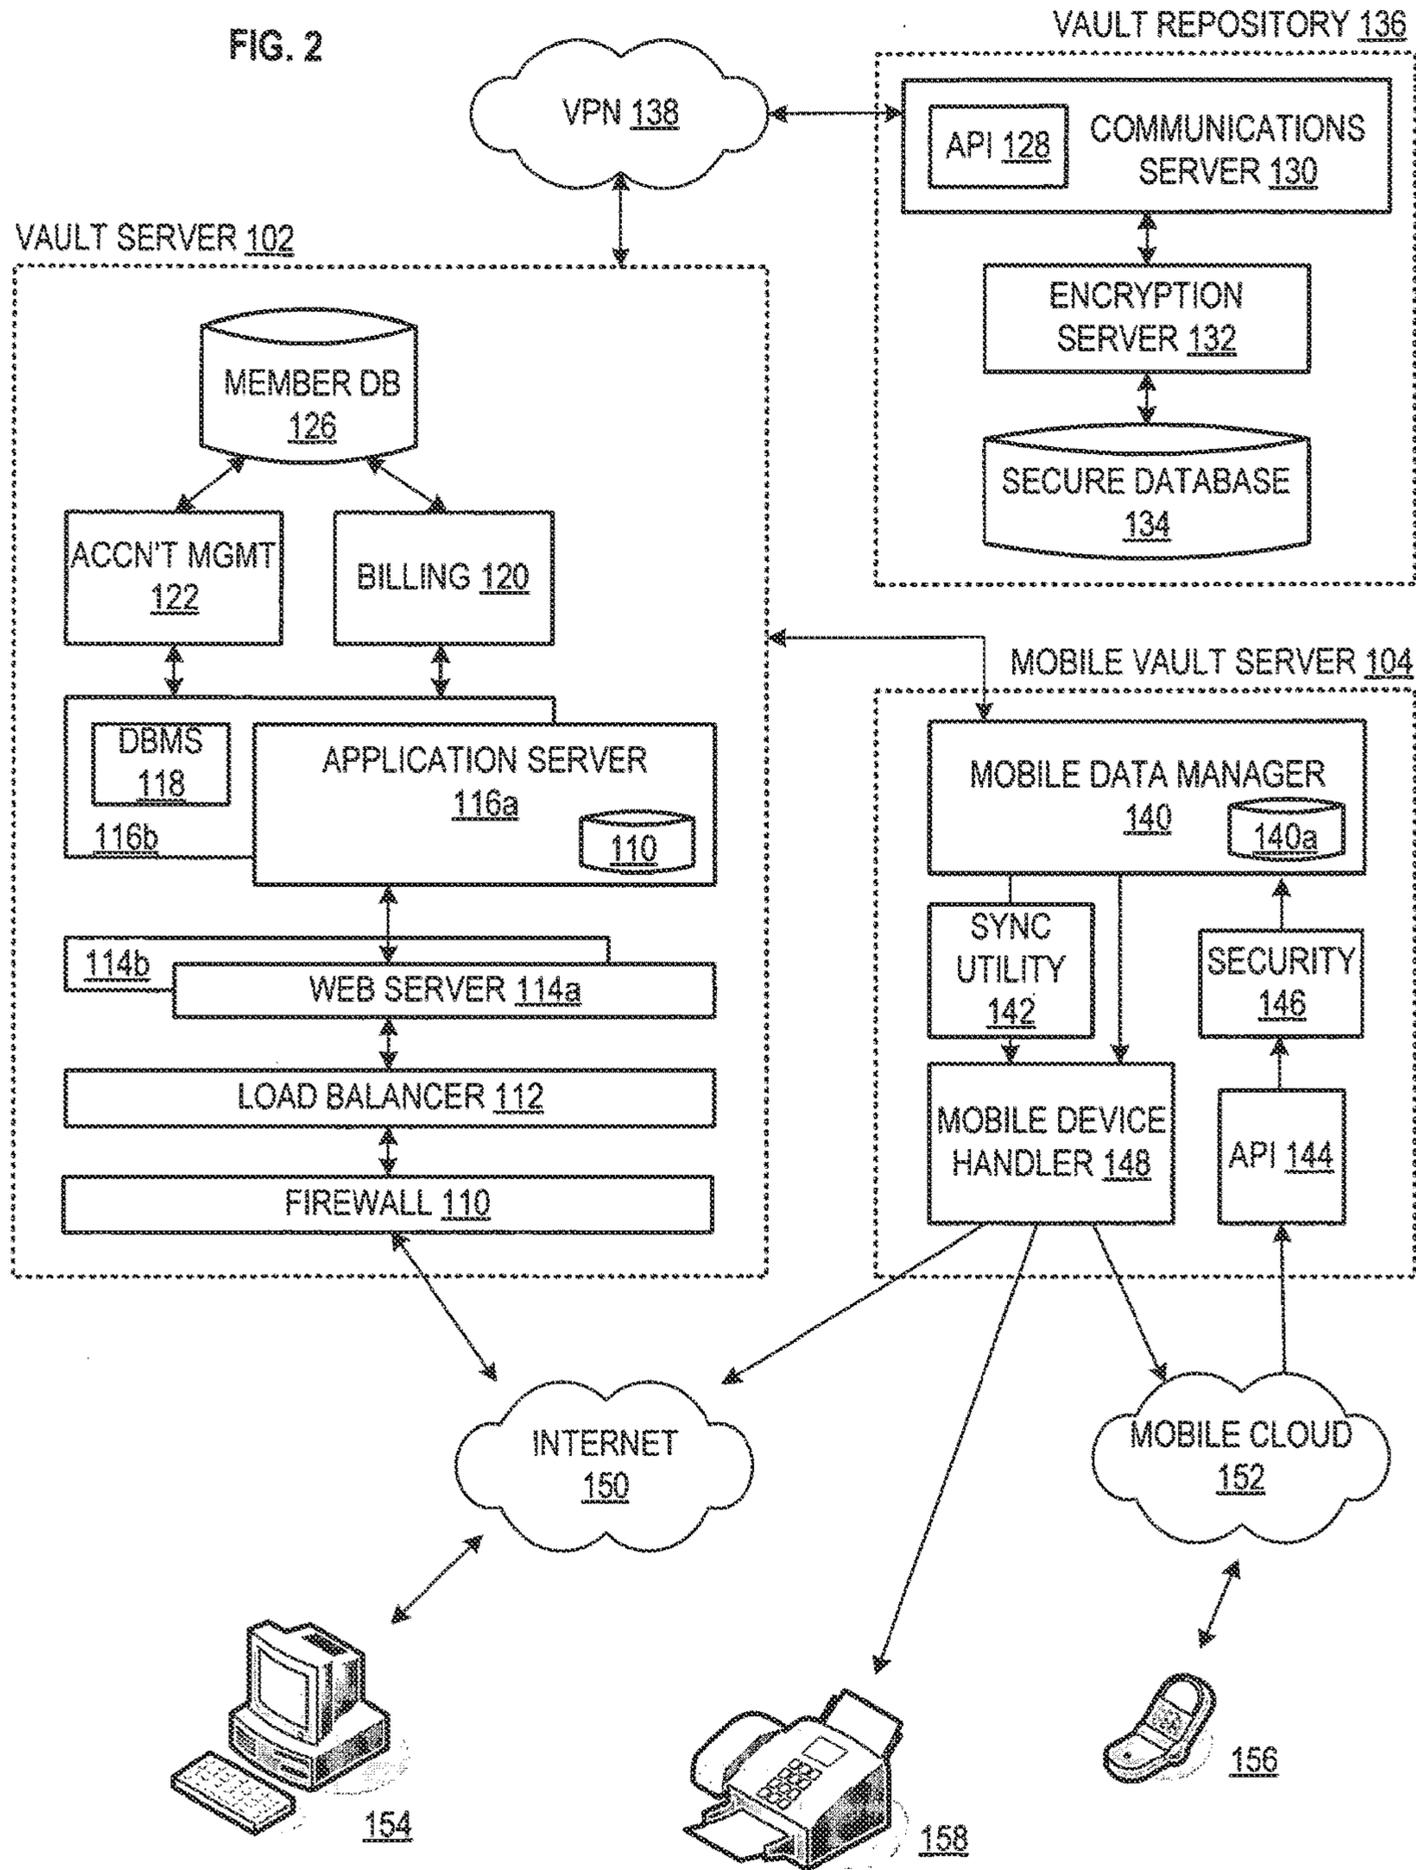 FIG. 2
VAULT REPOSITORY 136
VPN 138
API 128
COMMUNICATIONS
SERVER 130
ENCRYPTION
SERVER 132
SECURE DATABASE
134
VAULT SERVER 102
MEMBER DB
126
ACCN'T MGMT
122
BILLING 120
DBMS
118
116b
APPLICATION SERVER
116a
110
114b
WEB SERVER 114a
LOAD BALANCER 112
FIREWALL 110
MOBILE VAULT SERVER 104
MOBILE DATA MANAGER
140
140a
SYNC
UTILITY
142
SECURITY
146
MOBILE DEVICE
HANDLER 148
API 144
INTERNET
150
MOBILE CLOUD
152
154
158
156